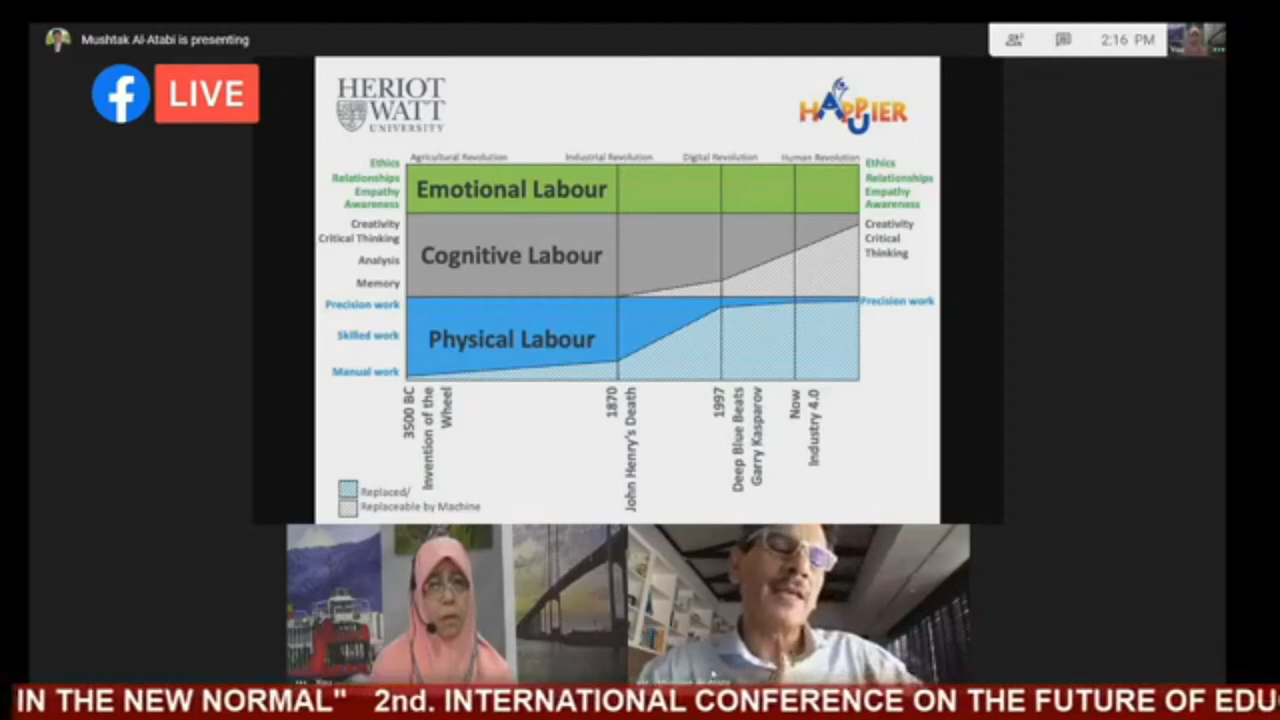 Mushtak Al-Atabi is presenting
2:16 PM
LIVE
HERIOT
WATT
UNIVERSITY
HAPPIER
U
Agricultural Revolution
Industrial Revolution
Digital Revolution
Human Revolution
Ethics
Relationships
Empathy
Awareness
Creativity
Critical Thinking
Analysis
Memory
Precision work
Skilled work
Manual work
Emotional Labour
Cognitive Labour
Physical Labour
Ethics
Relationships
Empathy
Awareness
Creativity
Critical
Thinking
Precision work
3500 BC
Invention of the
Wheel
1870
John Henry's Death
1997
Deep Blue Beats
Garry Kasparov
Now
Industry 4.0
Replaced/
Replaceable by Machine
You
IN THE NEW NORMAL" 2nd. INTERNATIONAL CONFERENCE ON THE FUTURE OF EDU